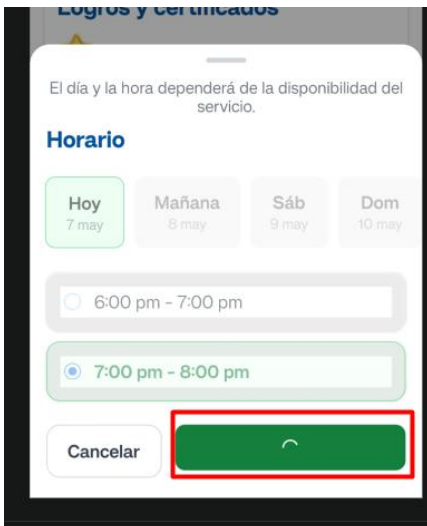 Logros y certificados
El día y la hora dependerá de la disponibilidad del
servicio.
Horario
Hoy Mañana Sáb Dom
7 may 8 may 9 may 10 may
6:00 pm - 7:00 pm
7:00 pm - 8:00 pm
Cancelar